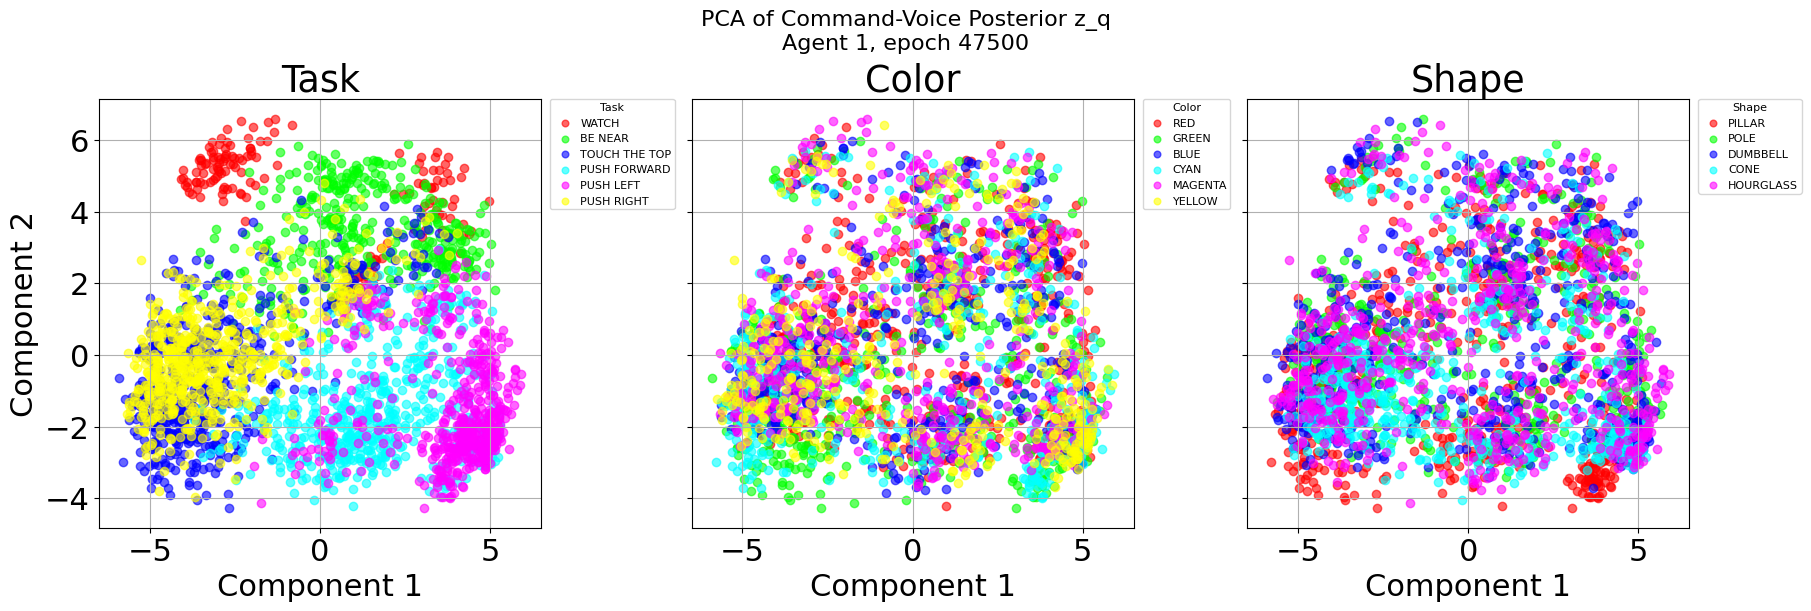 PCA of Command-Voice Posterior z_q
Agent 1, epoch 47500
Task
Color
Shape
Component 2
6
4
2
0
−2
−4
−5
0
5
Component 1
Task
WATCH
BE NEAR
TOUCH THE TOP
PUSH FORWARD
PUSH LEFT
PUSH RIGHT
−5
0
5
Component 1
Color
RED
GREEN
BLUE
CYAN
MAGENTA
YELLOW
−5
0
5
Component 1
Shape
PILLAR
POLE
DUMBBELL
CONE
HOURGLASS